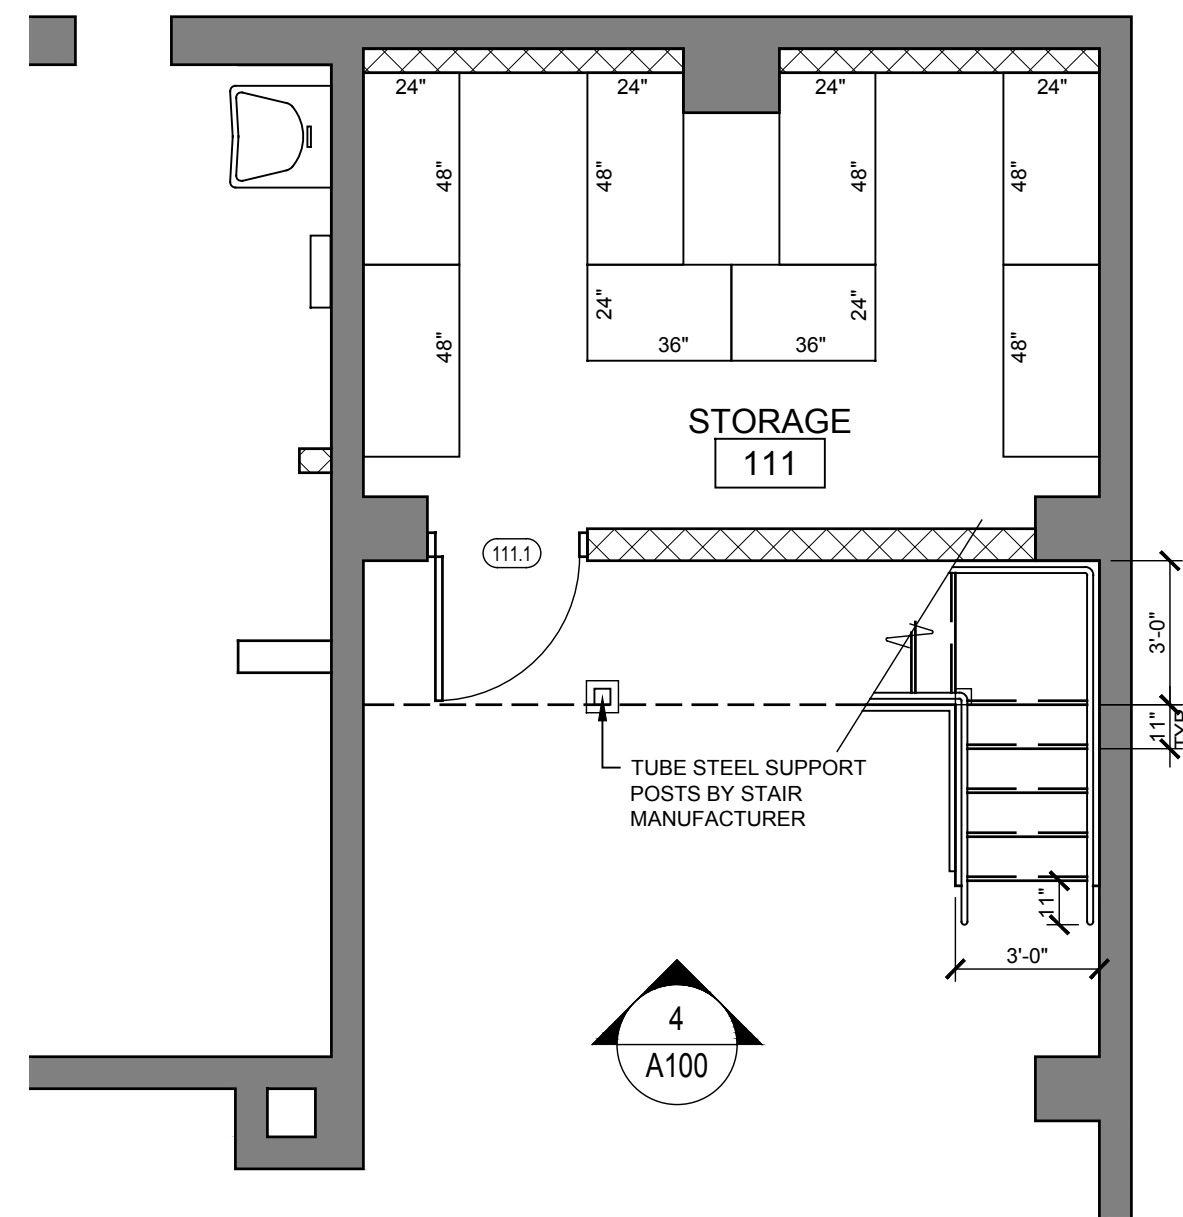 24" 24" 24" 24"
48" 48" 48" 48"
24" 24"
48" 36" 36" 48"
STORAGE
111
111.1
3'-0"
11"
TYP
TUBE STEEL SUPPORT
POSTS BY STAIR
MANUFACTURER
11"
3'-0"
4
A100